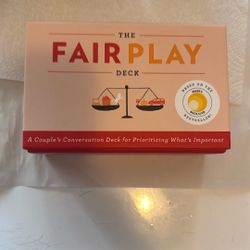 THE
FAIR PLAY
DECK
BASED ON THE
BESTSELLER!
A Couple's Conversation Deck for Prioritizing What's Important